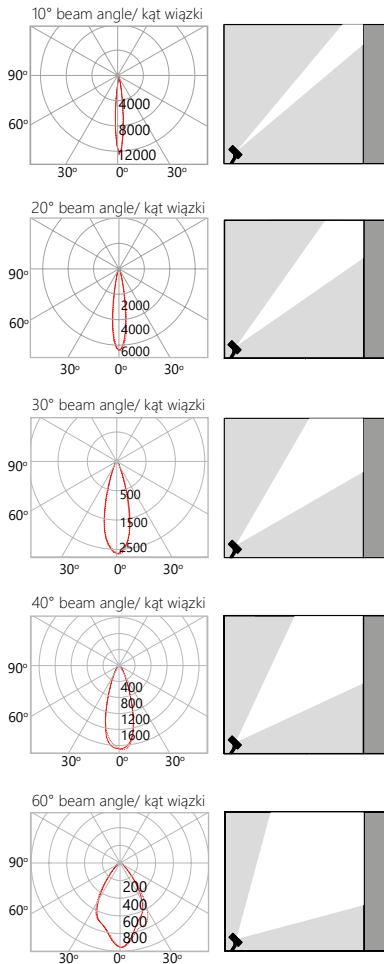 10° beam angle/ kąt wiązki
90°
4000
8000
60°
12000
30° 0° 30°
20° beam angle/ kąt wiązki
90°
2000
60° 4000
6000
30° 0° 30°
30° beam angle/ kąt wiązki
90°
500
60° 1500
2500
30° 0° 30°
40° beam angle/ kąt wiązki
90°
400
800
60° 1200
1600
30° 0° 30°
60° beam angle/ kąt wiązki
90°
200
400
60° 600
800
30° 0° 30°